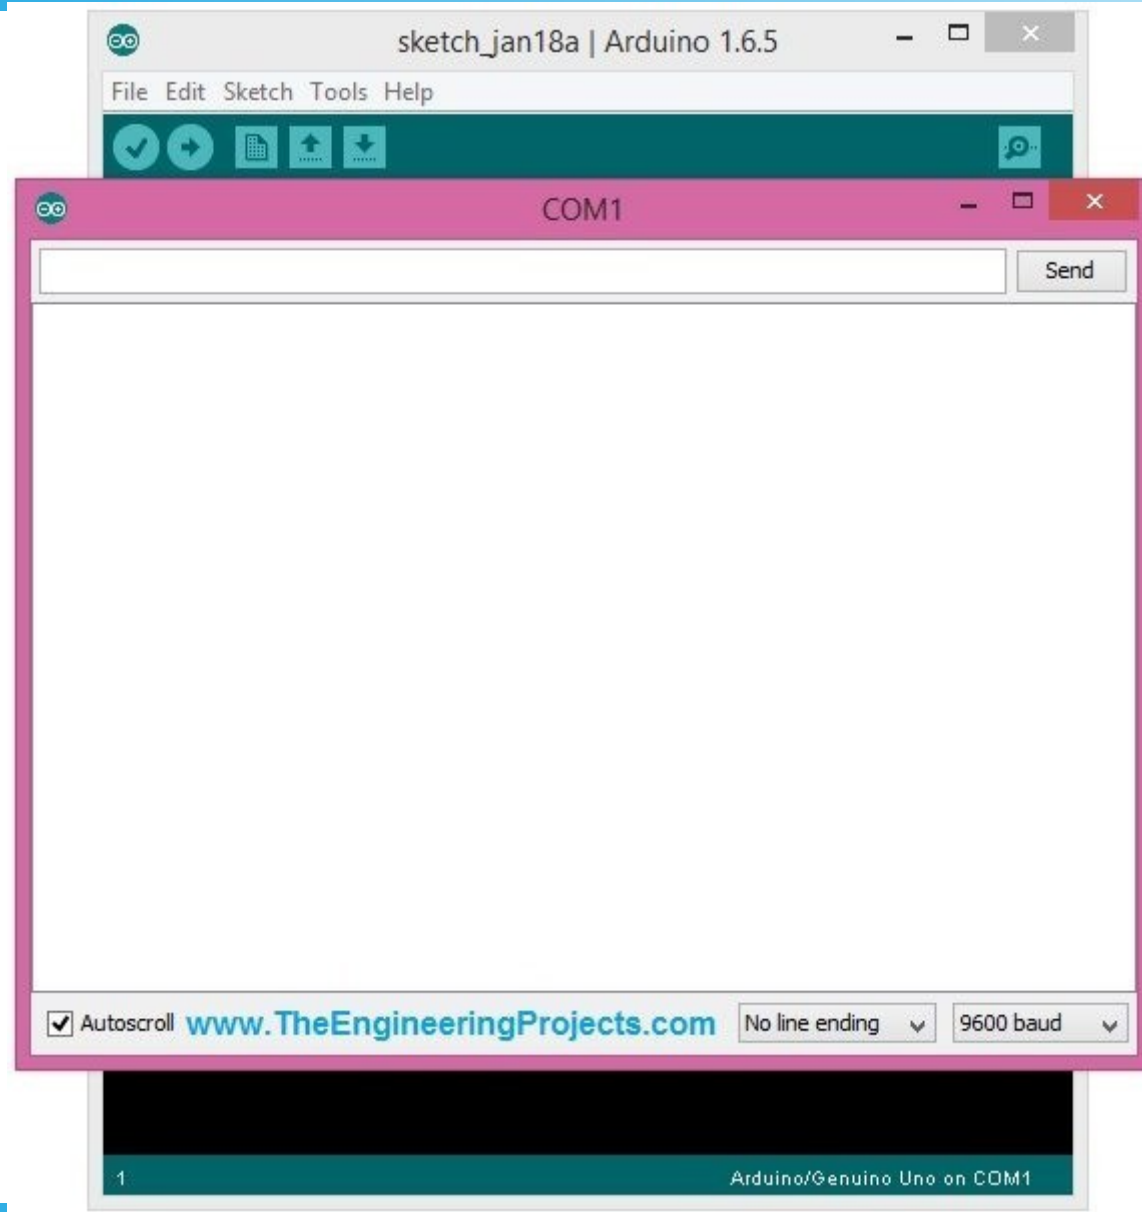 sketch_jan18a | Arduino 1.6.5
File Edit Sketch Tools Help
COM1
Send
Autoscroll www.TheEngineeringProjects.com No line ending 9600 baud
1 Arduino/Genuino Uno on COM1